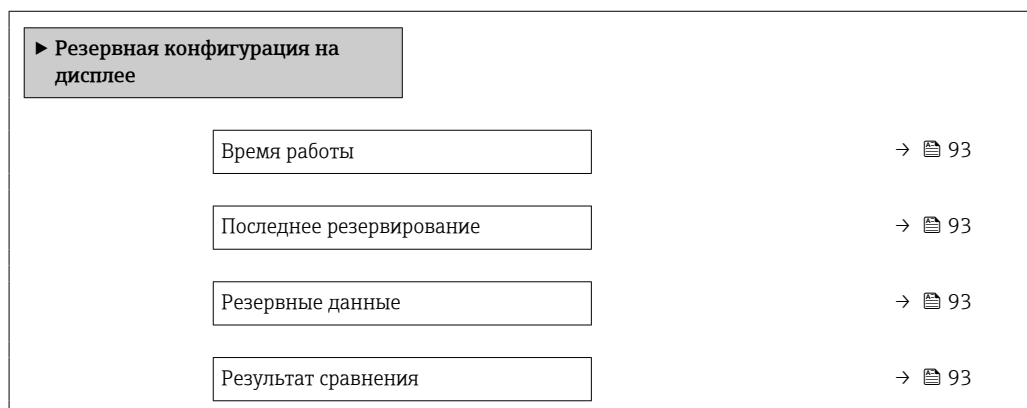 ▶ Резервная конфигурация на
дисплее
Время работы → 93
Последнее резервирование → 93
Резервные данные → 93
Результат сравнения → 93